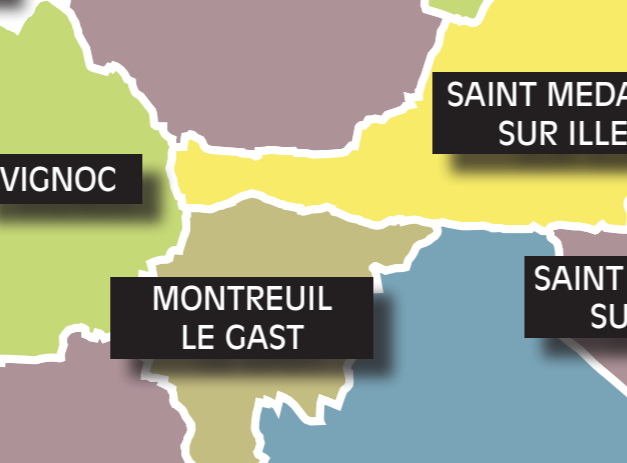 SAINT MEDA
SUR ILLE
VIGNOC
SAINT
SU
MONTREUIL
LE GAST